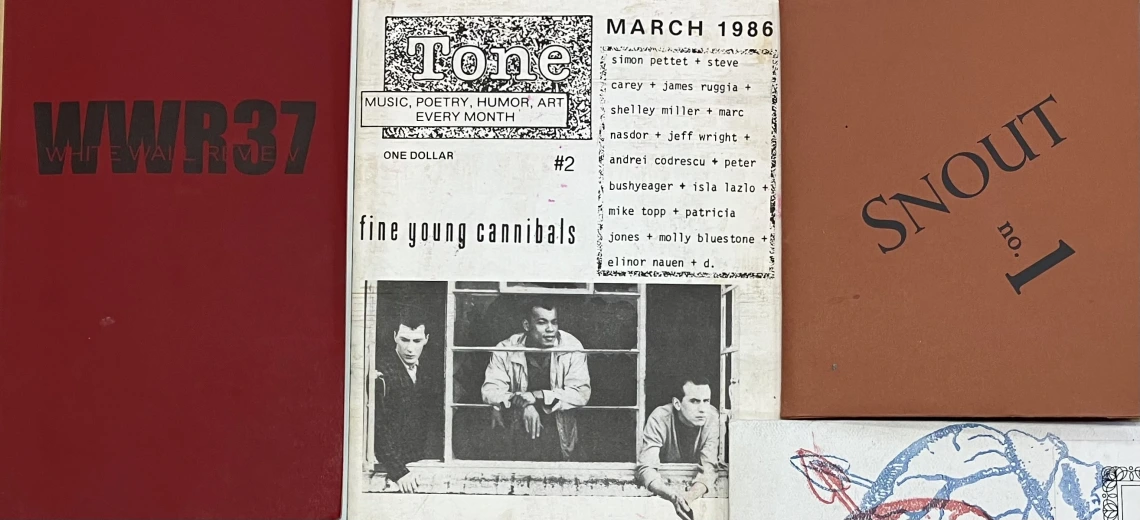 WWR37
WHITE WALL REVIEW
Tone
MUSIC, POETRY, HUMOR, ART
EVERY MONTH
ONE DOLLAR
#2
fine young cannibals
MARCH 1986
simon pettet + steve
carey + james ruggia +
shelley miller + marc
nasdor + jeff wright +
andrei codrescu + peter
bushyeager + isla lazlo +
mike topp + patricia
jones + molly bluestone +
elinor nauen + d.
SNOUT
no.
1